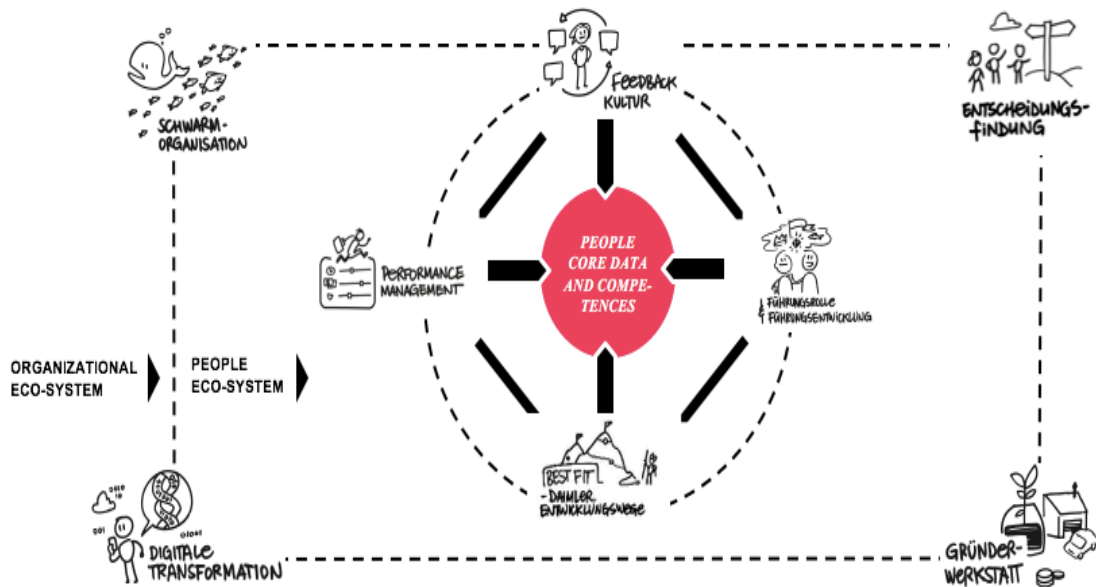 FEEDBACK
KULTUR
SCHWARM-
ORGANISATION
ENTSCHEIDUNGS-
FINDUNG
PEOPLE
CORE DATA
AND COMPE-
TENCES
PERFORMANCE
MANAGEMENT
& FÜHRUNGSROLLE
FÜHRUNGSENTWICKLUNG
ORGANIZATIONAL
ECO-SYSTEM
PEOPLE
ECO-SYSTEM
BEST FIT
- DAIMLER
ENTWICKLUNGSWEGE
DIGITALE
TRANSFORMATION
GRÜNDER-
WERKSTATT